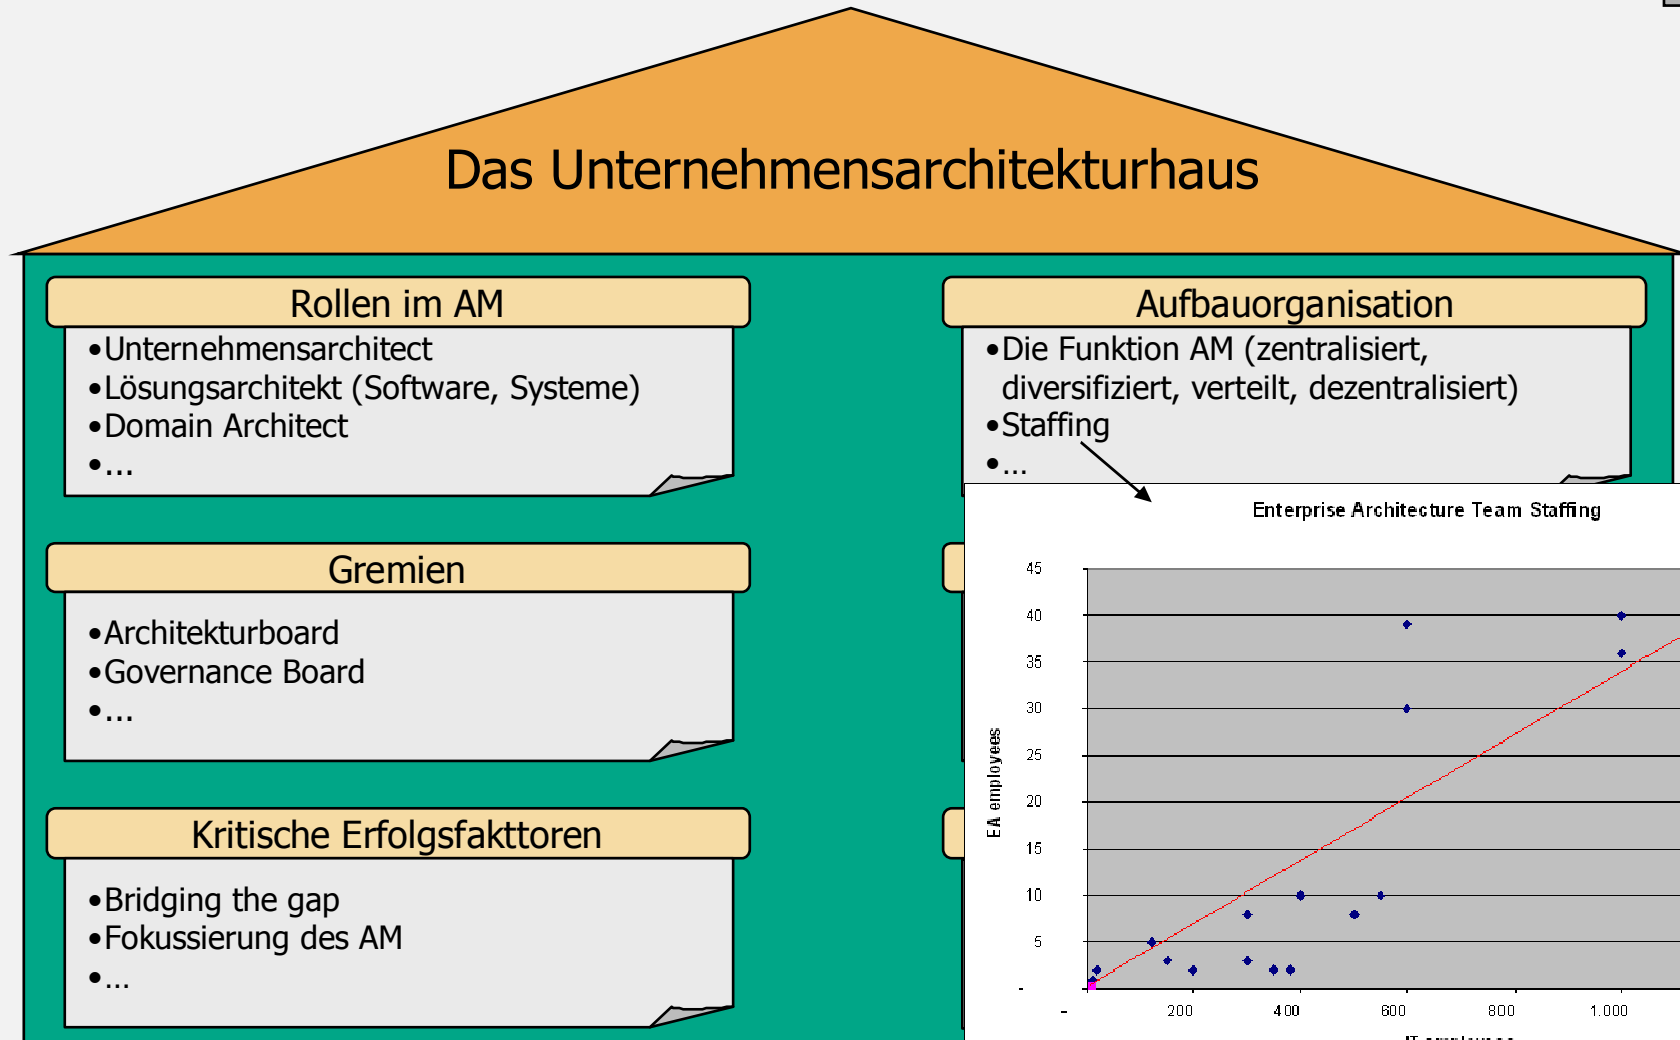 Das Unternehmensarchitekturhaus
Rollen im AM
•Unternehmensarchitect
•Lösungsarchitekt (Software, Systeme)
•Domain Architect
•...
Aufbauorganisation
•Die Funktion AM (zentralisiert,
diversifiziert, verteilt, dezentralisiert)
•Staffing
•...
Gremien
•Architekturboard
•Governance Board
•...
Kritische Erfolgsfakttoren
•Bridging the gap
•Fokussierung des AM
•...
Enterprise Architecture Team Staffing
EA employees
45
40
35
30
25
20
15
10
5
-
- 200 400 600 800 1.000
IT employees